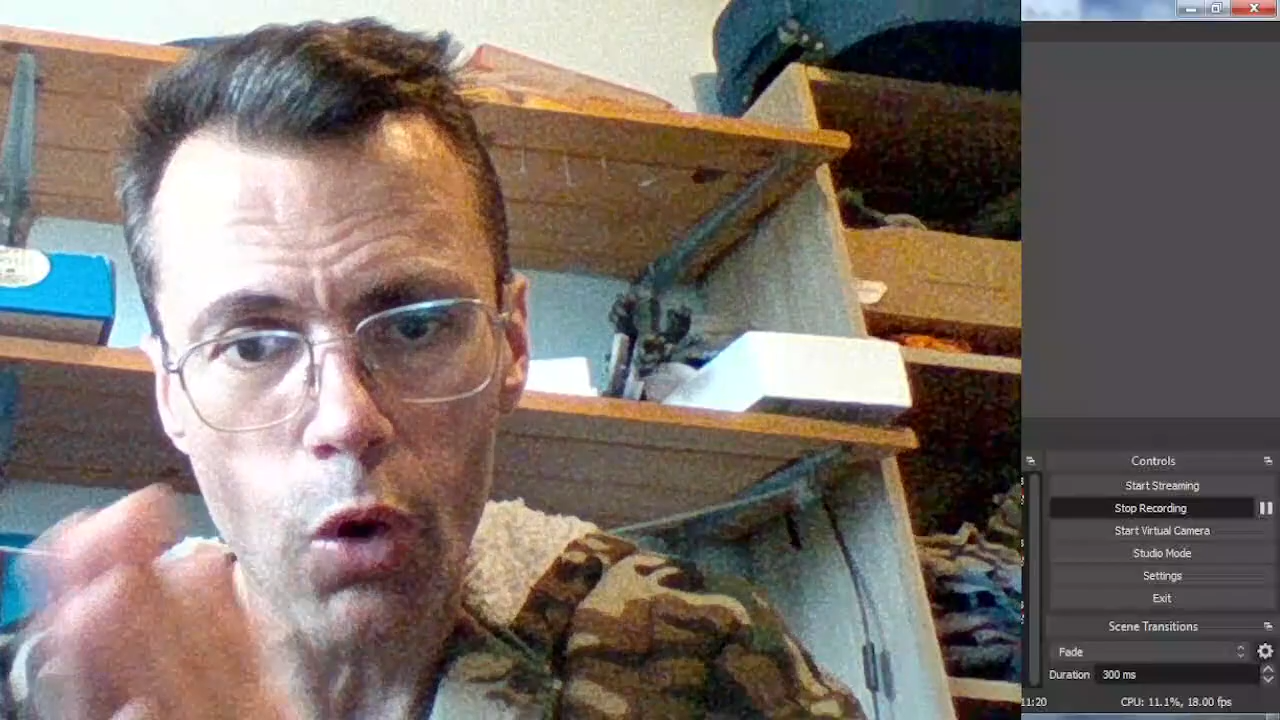 Controls
Start Streaming
Stop Recording
Start Virtual Camera
Studio Mode
Settings
Exit
Scene Transitions
Fade
Duration 300 ms
11:20 CPU: 11.1%, 18.00 fps